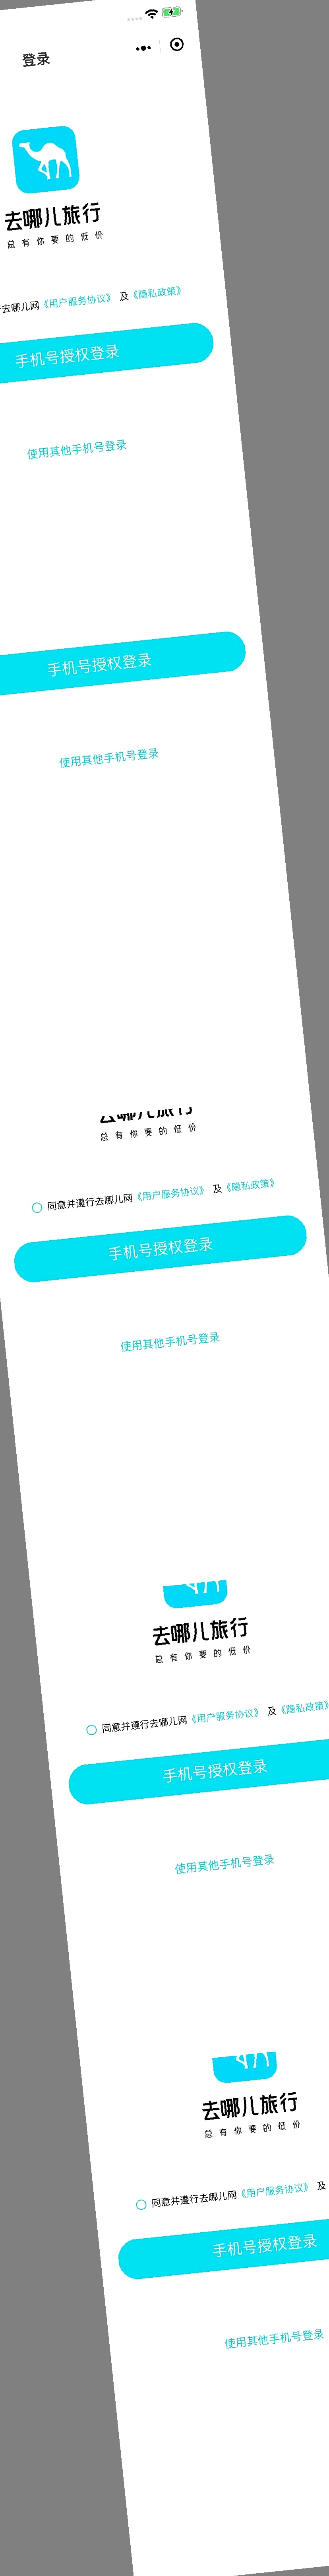 登录
去哪儿旅行
总有你要的低价
去哪儿网《用户服务协议》 及《隐私政策》
手机号授权登录
使用其他手机号登录
手机号授权登录
使用其他手机号登录
去哪儿旅行
总有你要的低价
同意并遵行去哪儿网《用户服务协议》 及《隐私政策》
手机号授权登录
使用其他手机号登录
去哪儿旅行
总有你要的低价
同意并遵行去哪儿网《用户服务协议》 及《隐私政策》
手机号授权登录
使用其他手机号登录
去哪儿旅行
总有你要的低价
同意并遵行去哪儿网《用户服务协议》 及
手机号授权登录
使用其他手机号登录